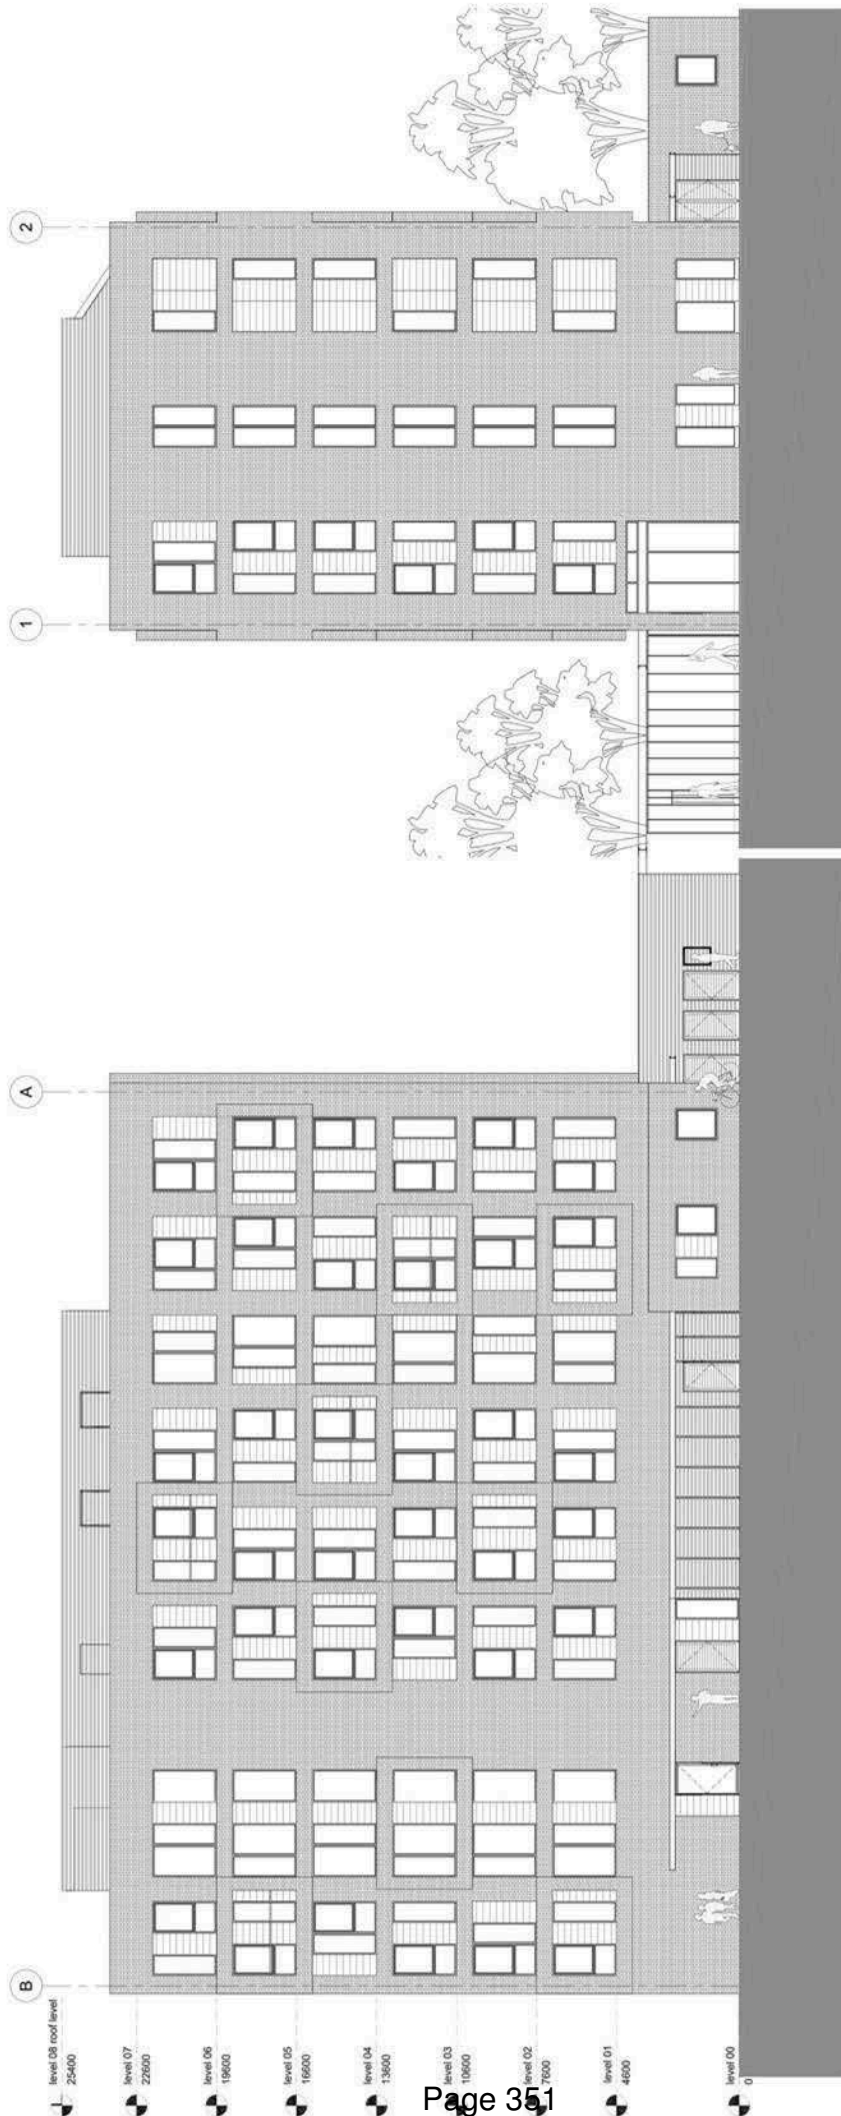 2
1
A
B
level 08 roof level
25400
level 07
22600
level 06
19600
level 05
16600
level 04
13600
level 03
10600
level 02
7600
level 01
4600
level 00
0
Page 351